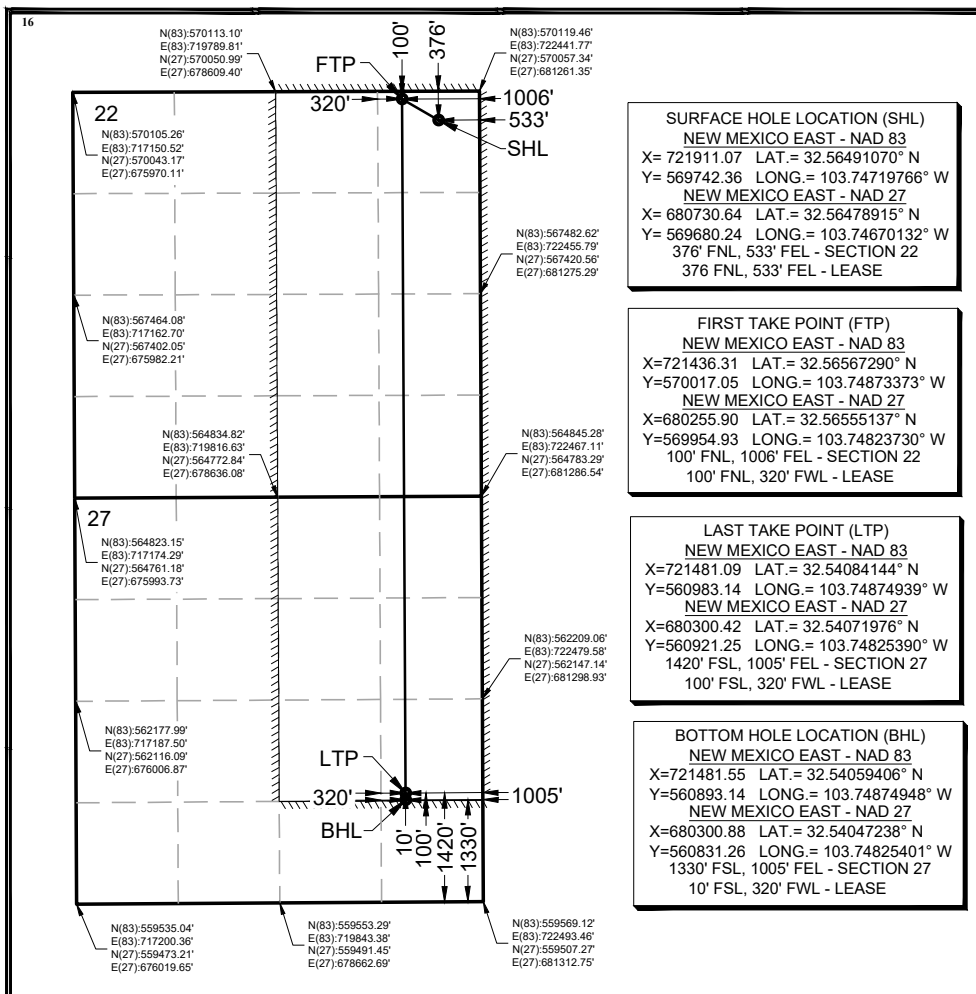 16
N(83):570113.10'
E(83):719789.81'
N(27):570050.99'
E(27):678609.40'
100'
376'
N(83):570119.46'
E(83):722441.77'
N(27):570057.34'
E(27):681261.35'
FTP
320'
1006'
533'
SHL
22
N(83):570105.26'
E(83):717150.52'
N(27):570043.17'
E(27):675970.11'
N(83):567482.62'
E(83):722455.79'
N(27):567420.56'
E(27):681275.29'
N(83):567464.08'
E(83):717162.70'
N(27):567402.05'
E(27):675982.21'
N(83):564834.82'
E(83):719816.63'
N(27):564772.84'
E(27):678636.08'
N(83):564845.28'
E(83):722467.11'
N(27):564783.29'
E(27):681286.54'
27
N(83):564823.15'
E(83):717174.29'
N(27):564761.18'
E(27):675993.73'
N(83):562209.06'
E(83):722479.58'
N(27):562147.14'
E(27):681298.93'
N(83):562177.99'
E(83):717187.50'
N(27):562116.09'
E(27):676006.87'
LTP
320'
1005'
BHL
10'
100'
1420'
1330'
N(83):559535.04'
E(83):717200.36'
N(27):559473.21'
E(27):676019.65'
N(83):559553.29'
E(83):719843.38'
N(27):559491.45'
E(27):678662.69'
N(83):559569.12'
E(83):722493.46'
N(27):559507.27'
E(27):681312.75'
SURFACE HOLE LOCATION (SHL)
NEW MEXICO EAST - NAD 83
X= 721911.07 LAT.= 32.56491070° N
Y= 569742.36 LONG.= 103.74719766° W
NEW MEXICO EAST - NAD 27
X= 680730.64 LAT.= 32.56478915° N
Y= 569680.24 LONG.= 103.74670132° W
376' FNL, 533' FEL - SECTION 22
376 FNL, 533' FEL - LEASE
FIRST TAKE POINT (FTP)
NEW MEXICO EAST - NAD 83
X=721436.31 LAT.= 32.56567290° N
Y=570017.05 LONG.= 103.74873373° W
NEW MEXICO EAST - NAD 27
X=680255.90 LAT.= 32.56555137° N
Y=569954.93 LONG.= 103.74823730° W
100' FNL, 1006' FEL - SECTION 22
100' FNL, 320' FWL - LEASE
LAST TAKE POINT (LTP)
NEW MEXICO EAST - NAD 83
X=721481.09 LAT.= 32.54084144° N
Y=560983.14 LONG.= 103.74874939° W
NEW MEXICO EAST - NAD 27
X=680300.42 LAT.= 32.54071976° N
Y=560921.25 LONG.= 103.74825390° W
1420' FSL, 1005' FEL - SECTION 27
100' FSL, 320' FWL - LEASE
BOTTOM HOLE LOCATION (BHL)
NEW MEXICO EAST - NAD 83
X=721481.55 LAT.= 32.54059406° N
Y=560893.14 LONG.= 103.74874948° W
NEW MEXICO EAST - NAD 27
X=680300.88 LAT.= 32.54047238° N
Y=560831.26 LONG.= 103.74825401° W
1330' FSL, 1005' FEL - SECTION 27
10' FSL, 320' FWL - LEASE